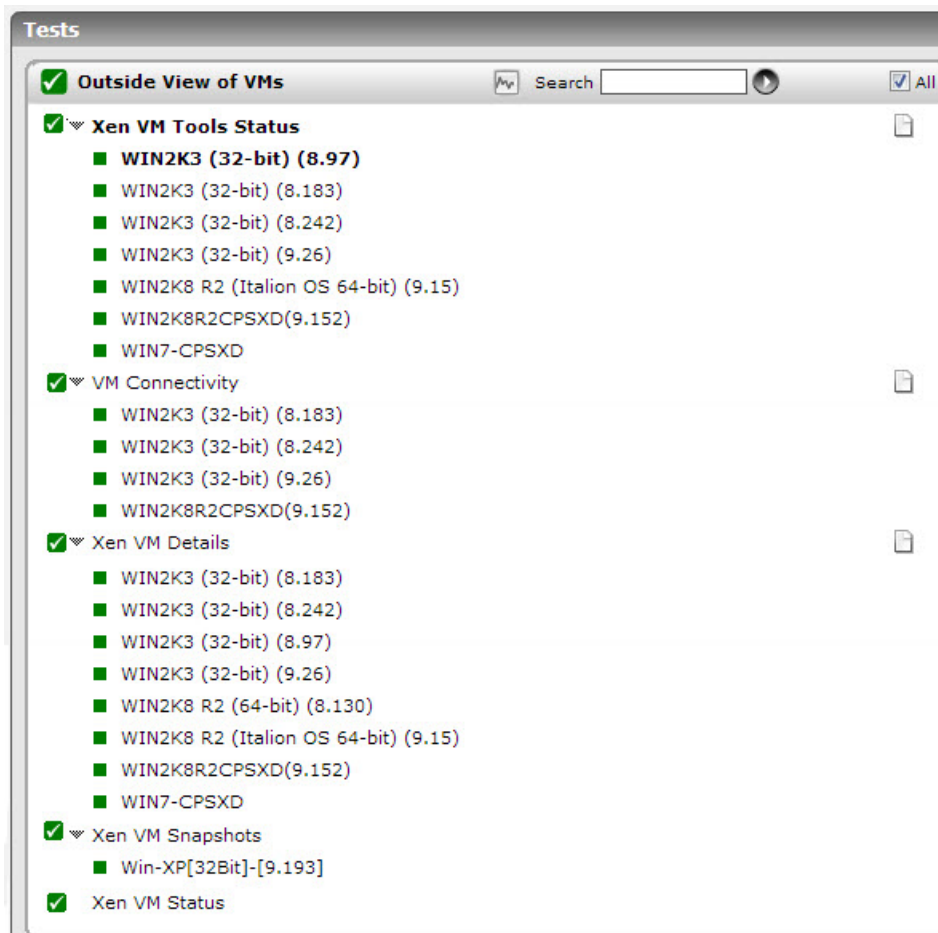 Tests
Outside View of VMs Search All
Xen VM Tools Status
WIN2K3 (32-bit) (8.97)
WIN2K3 (32-bit) (8.183)
WIN2K3 (32-bit) (8.242)
WIN2K3 (32-bit) (9.26)
WIN2K8 R2 (Italion OS 64-bit) (9.15)
WIN2K8R2CPSXD(9.152)
WIN7-CPSXD
VM Connectivity
WIN2K3 (32-bit) (8.183)
WIN2K3 (32-bit) (8.242)
WIN2K3 (32-bit) (9.26)
WIN2K8R2CPSXD(9.152)
Xen VM Details
WIN2K3 (32-bit) (8.183)
WIN2K3 (32-bit) (8.242)
WIN2K3 (32-bit) (8.97)
WIN2K3 (32-bit) (9.26)
WIN2K8 R2 (64-bit) (8.130)
WIN2K8 R2 (Italion OS 64-bit) (9.15)
WIN2K8R2CPSXD(9.152)
WIN7-CPSXD
Xen VM Snapshots
Win-XP[32Bit]-[9.193]
Xen VM Status